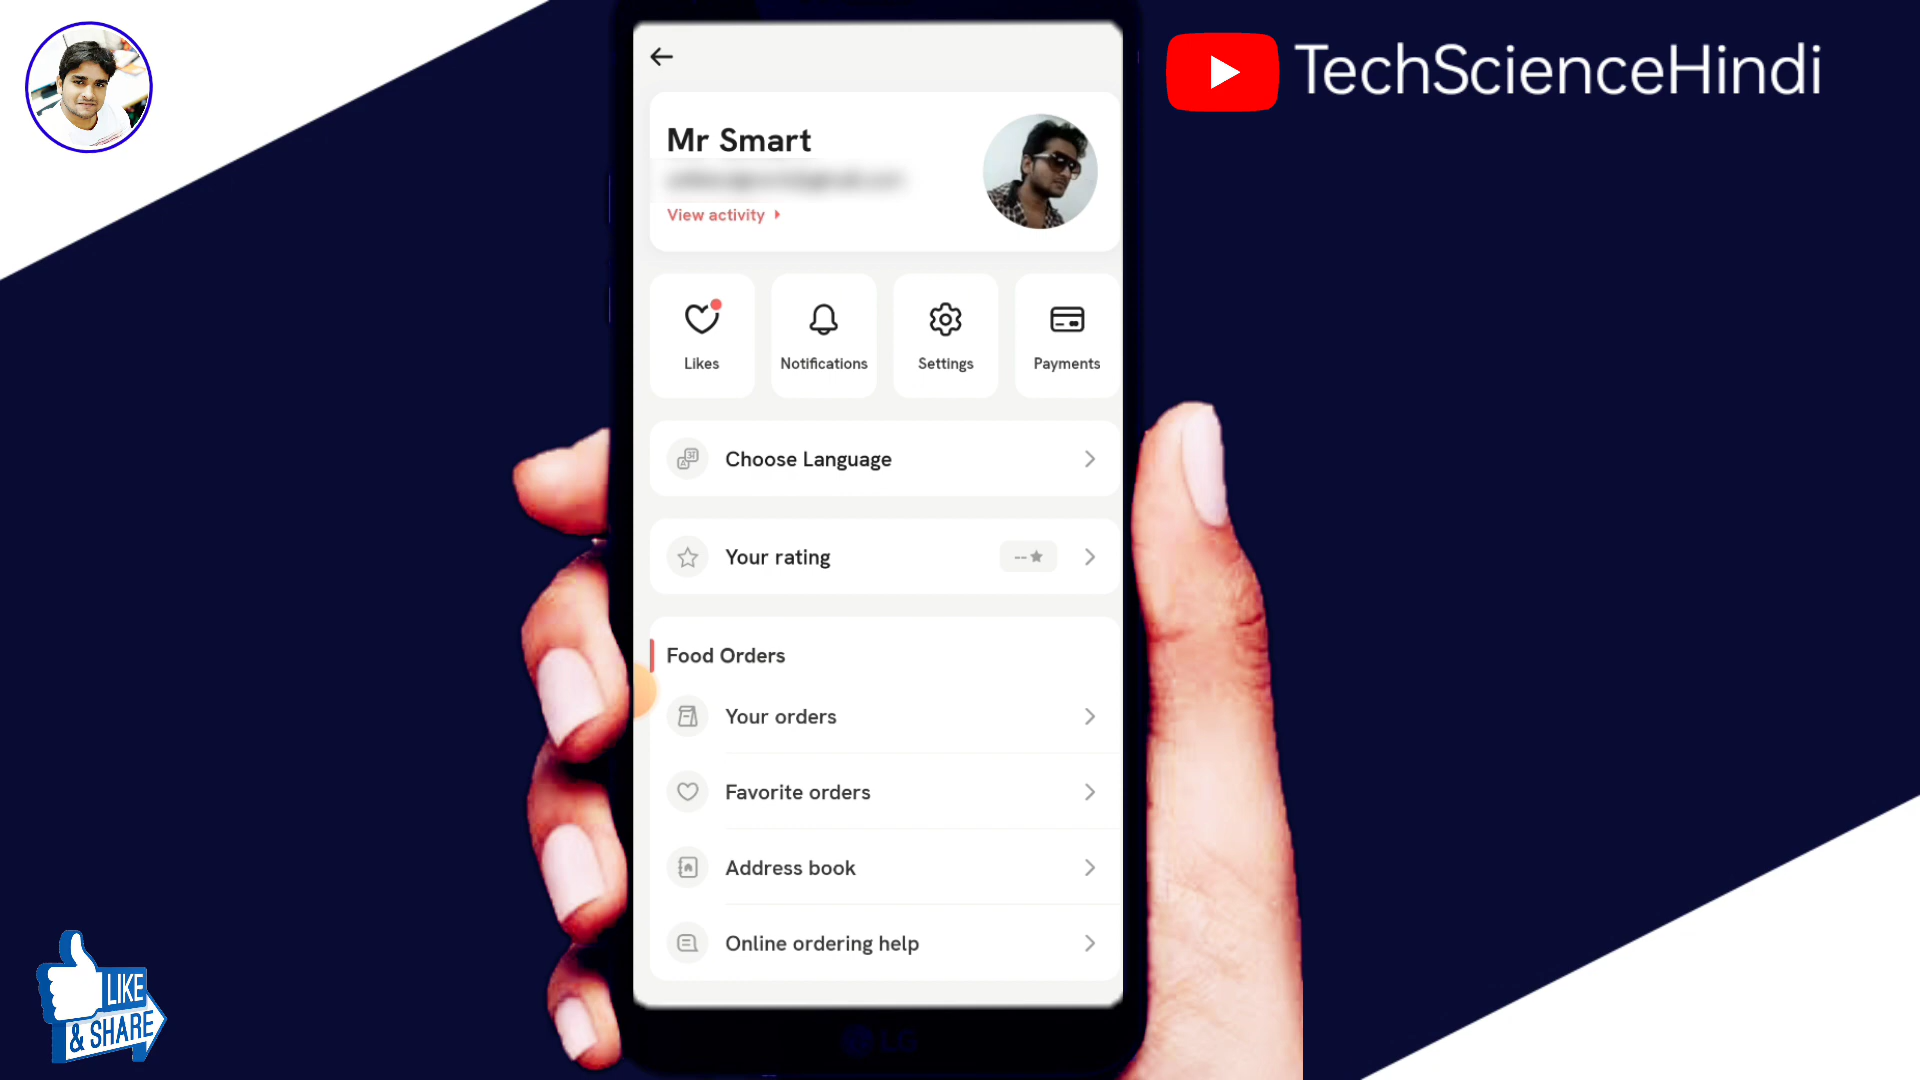 TechScienceHindi
Mr Smart
View activity
Likes
Notifications
Settings
Payments
Choose Language
Your rating
--
Food Orders
Your orders
Favorite orders
Address book
Online ordering help
LIKE
& SHARE
LG